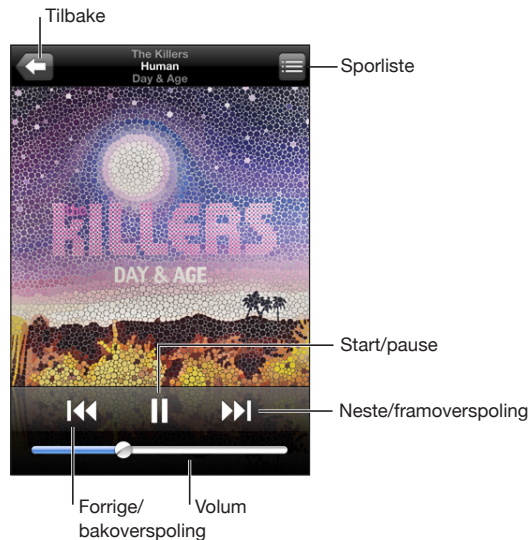 Tilbake
The Killers
Human
Day & Age
Sporliste
the
KILLERS
DAY & AGE
Start/pause
Neste/framoverspoling
Forrige/
bakoverspoling
Volum